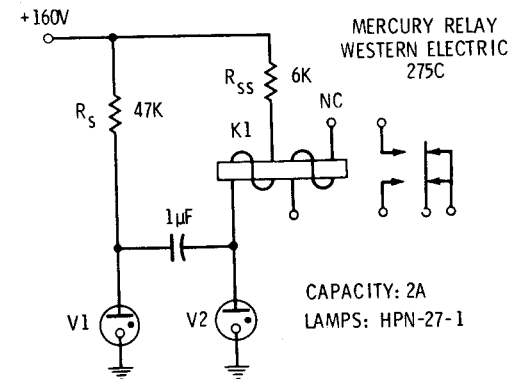 +160V
MERCURY RELAY
WESTERN ELECTRIC
275C
RSS 6K
NC
RS 47K
K1
1µF
V1
V2
CAPACITY: 2A
LAMPS: HPN-27-1